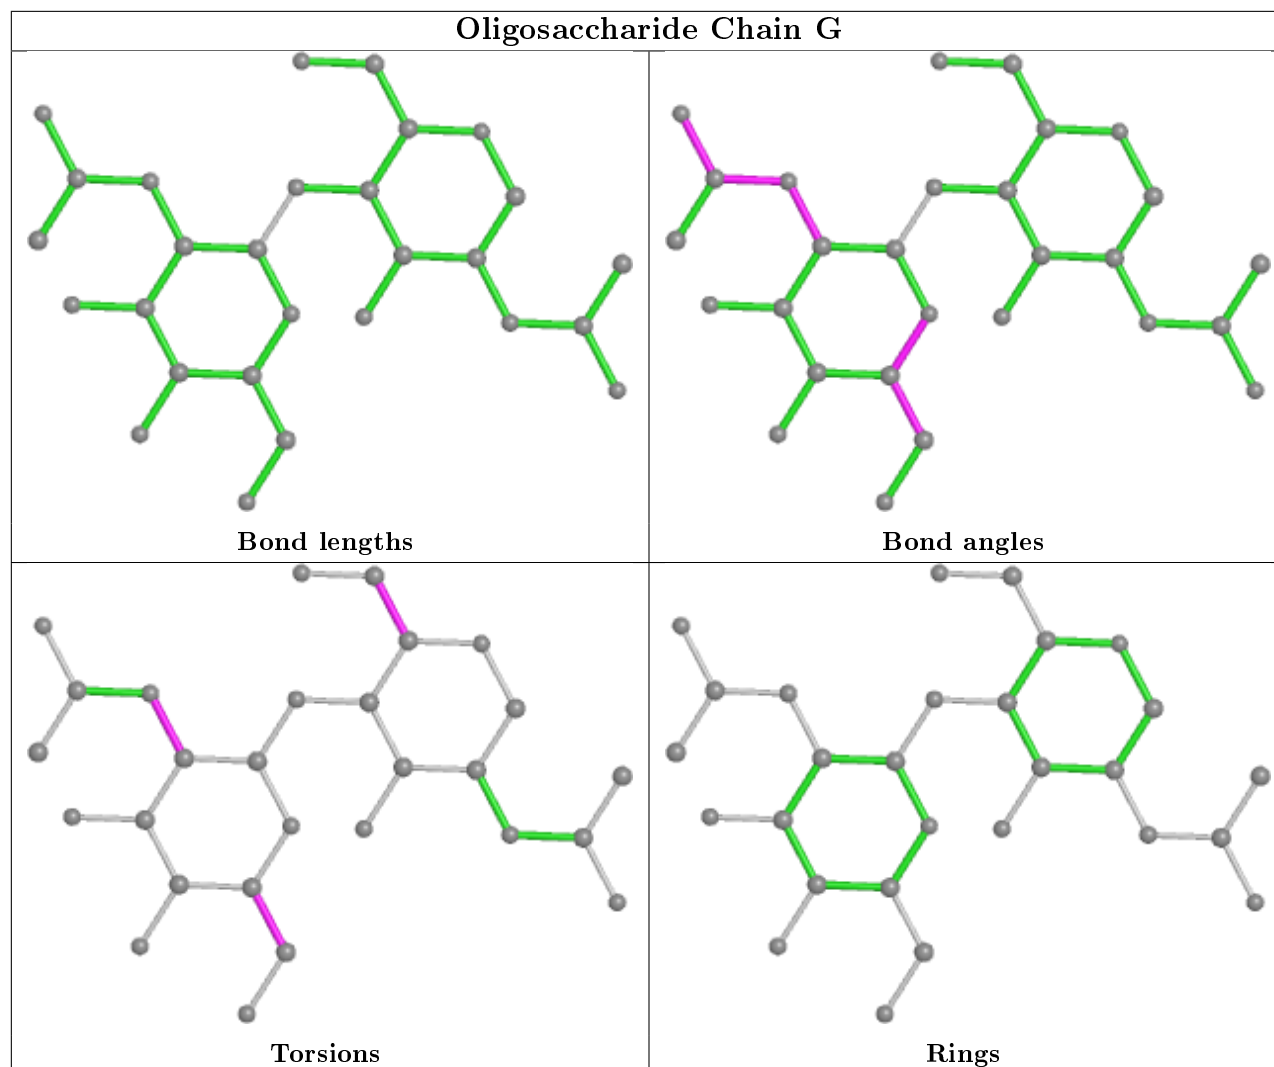 Oligosaccharide Chain G
Bond lengths
Bond angles
Torsions
Rings